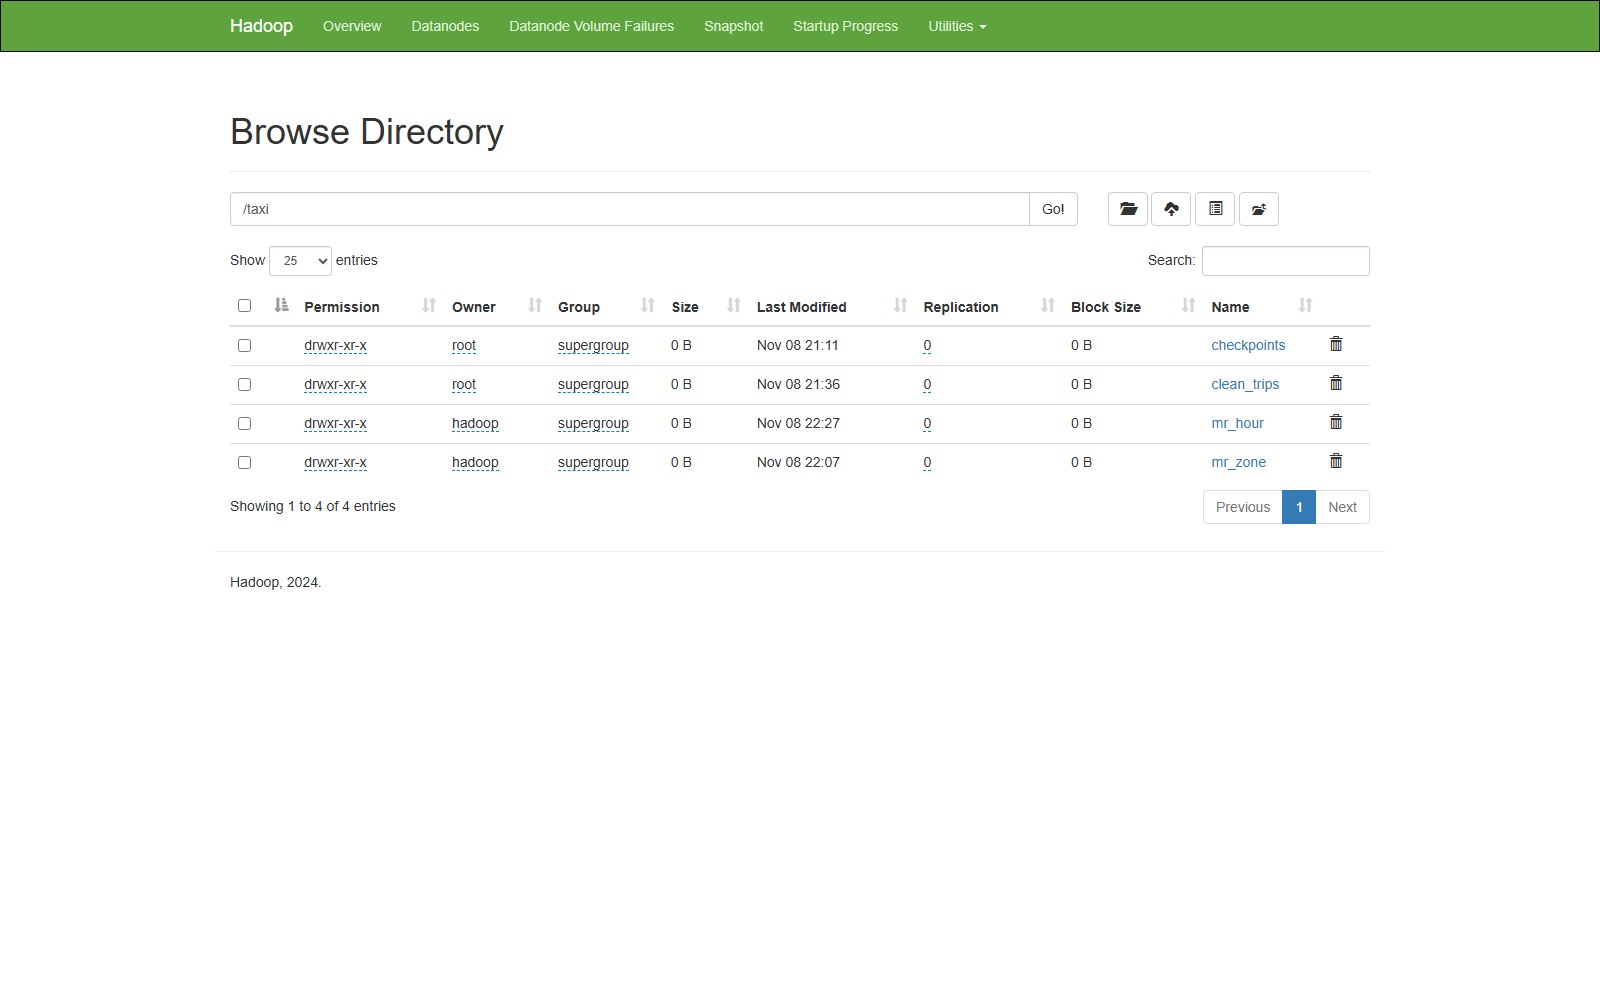 Hadoop Overview Datanodes Datanode Volume Failures Snapshot Startup Progress Utilities
Browse Directory
/taxi Go!
Show 25 entries Search:
Permission Owner Group Size Last Modified Replication Block Size Name
drwxr-xr-x root supergroup 0 B Nov 08 21:11 0 0 B checkpoints
drwxr-xr-x root supergroup 0 B Nov 08 21:36 0 0 B clean_trips
drwxr-xr-x hadoop supergroup 0 B Nov 08 22:27 0 0 B mr_hour
drwxr-xr-x hadoop supergroup 0 B Nov 08 22:07 0 0 B mr_zone
Showing 1 to 4 of 4 entries Previous 1 Next
Hadoop, 2024.